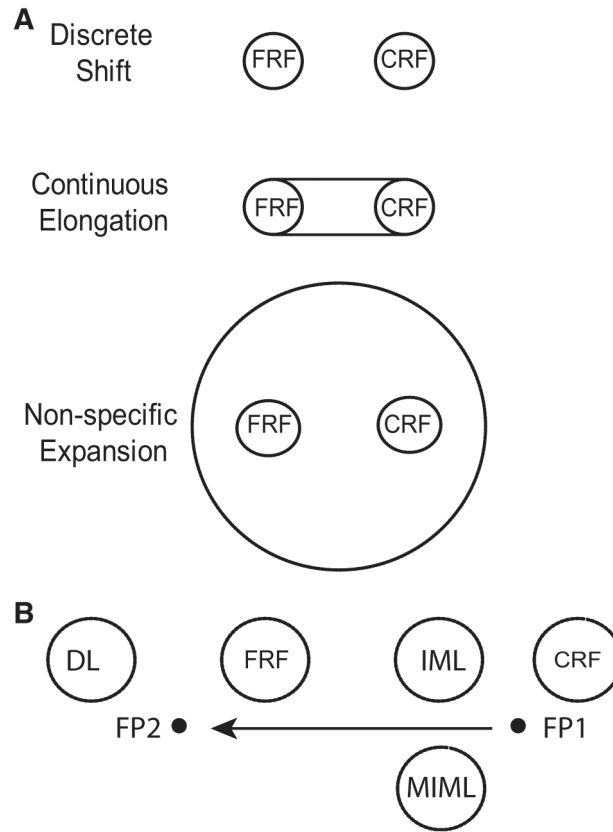 A
Discrete
Shift
FRF CRF
Continuous
Elongation
FRF CRF
Non-specific
Expansion
FRF CRF
B
DL FRF IML CRF
FP2 FP1
MIML